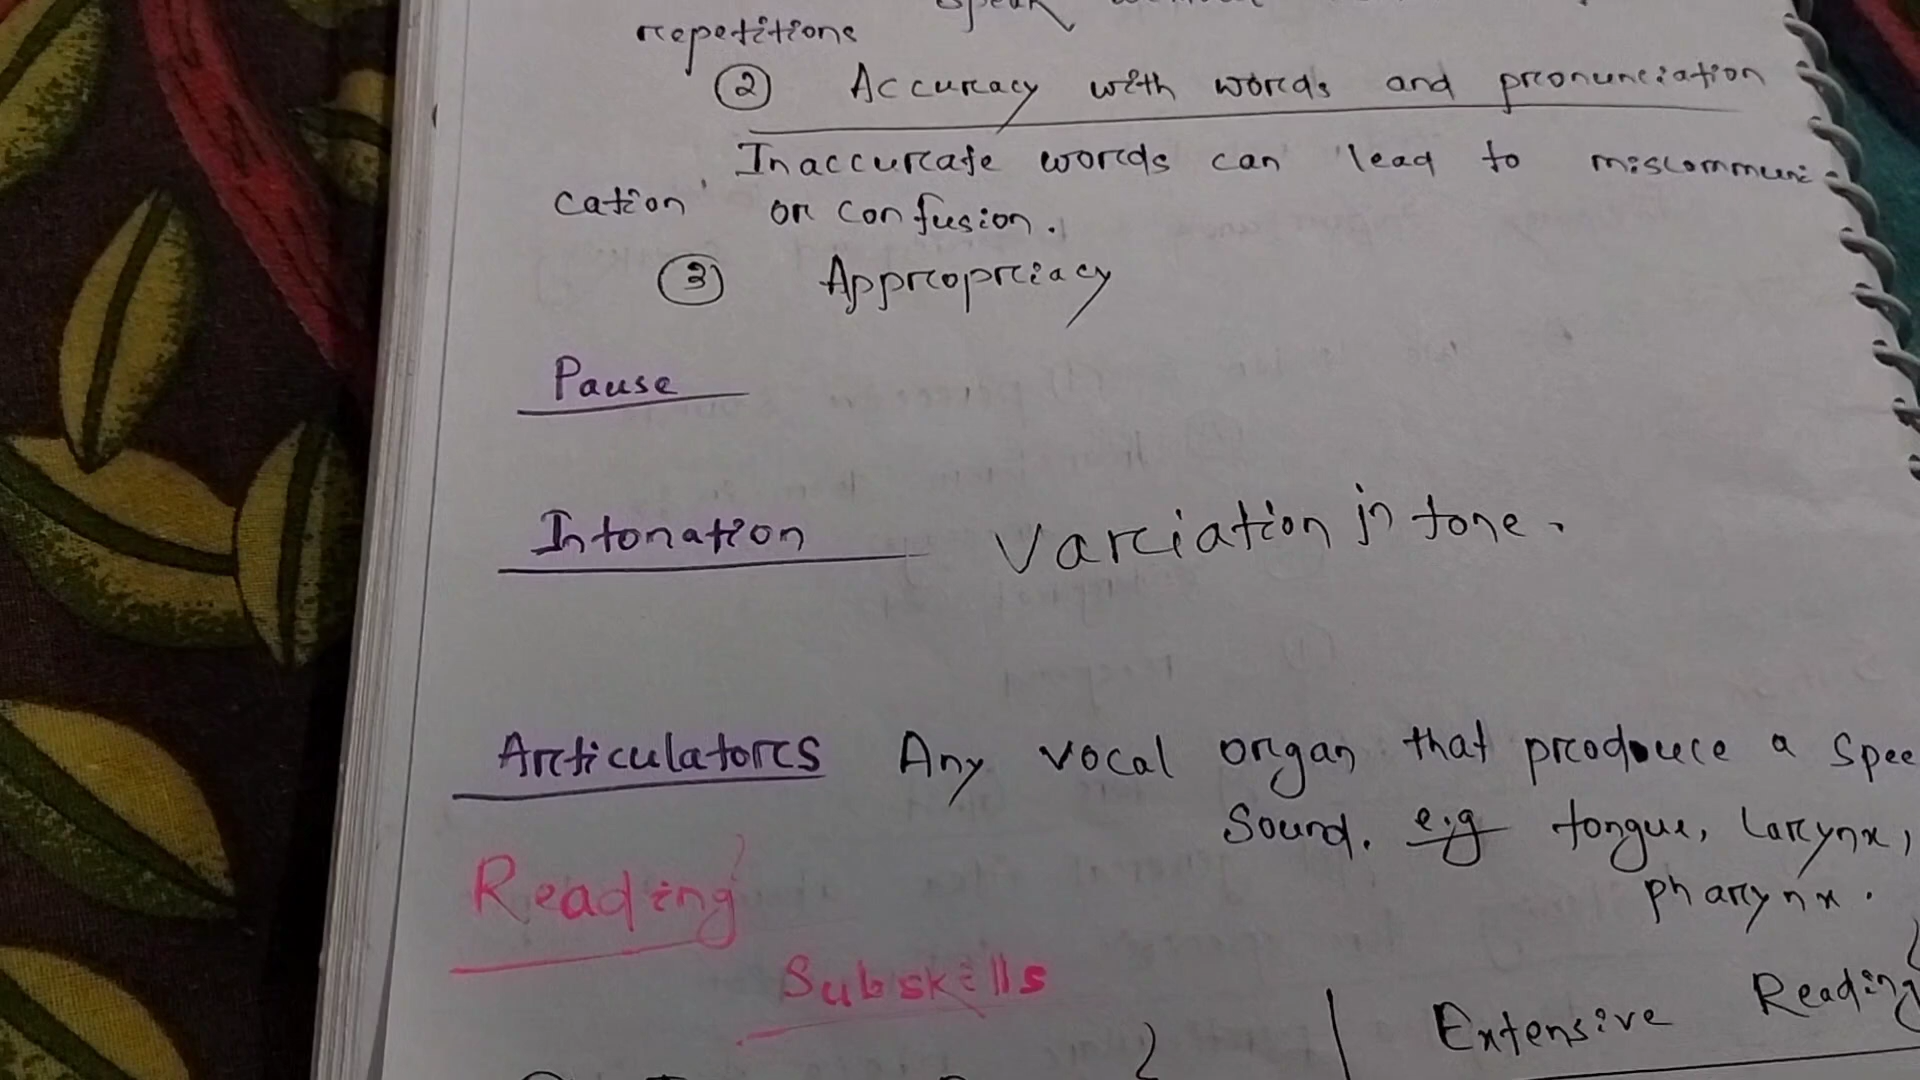 speak
repetitions
② Accuracy with words and pronunciation
Inaccurate words can lead to miscommuni-
cation or confusion.
③ Appropriacy
Pause
Intonation Variation in tone.
Articulators Any vocal organ that produce a Spee
Sound. e.g tongue, larynx,
pharynx.
Reading
Subskills
Extensive Reading